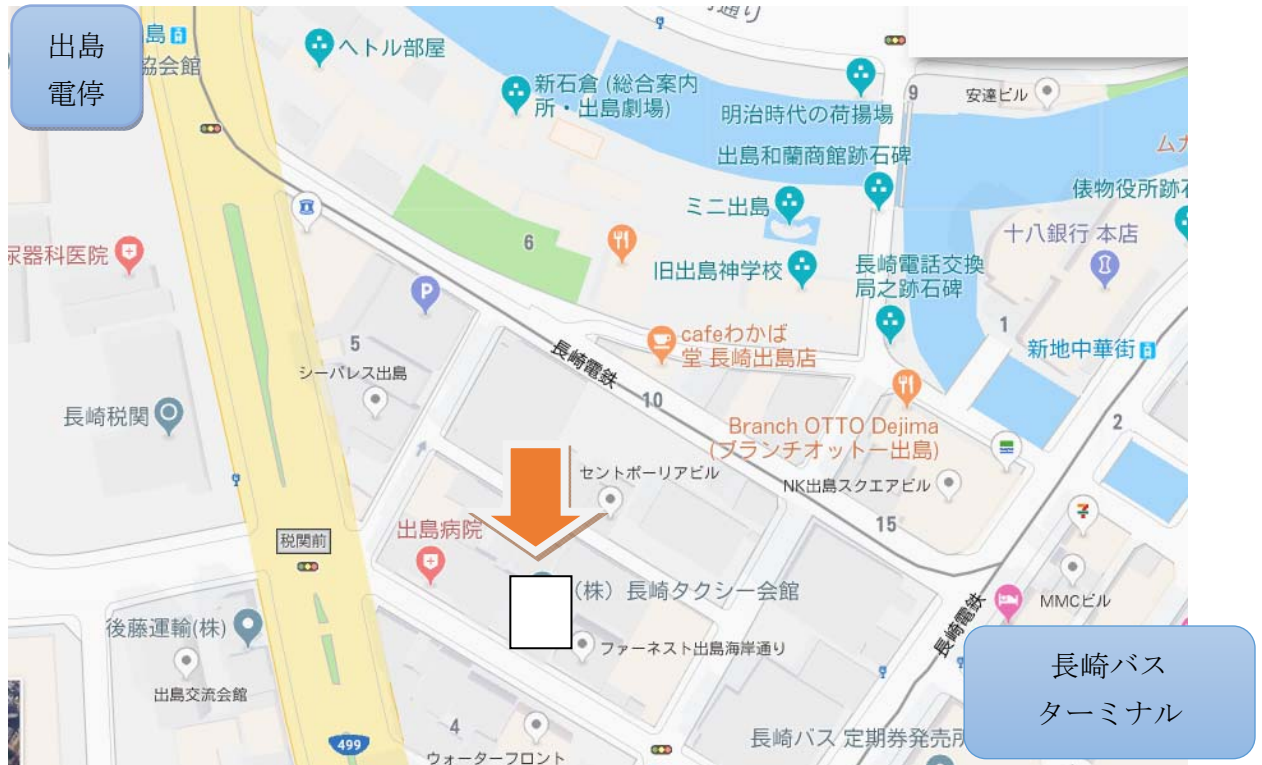 出島
電停
島
協会館
ヘトル部屋
通り
新石倉 (総合案内
所・出島劇場)
明治時代の荷揚場
9
安達ビル
出島和蘭商館跡石碑
ミニ出島
俵物役所跡
十八銀行 本店
6
尿器科医院
旧出島神学校
長崎電話交換
局之跡石碑
P
1
新地中華街
5
cafeわかば
堂 長崎出島店
長崎電鉄
シーパレス出島
10
長崎税関
2
Branch OTTO Dejima
(ブランチオットー出島)
セントポーリアビル
NK出島スクエアビル
15
出島病院
税関前
(株) 長崎タクシー会館
MMCビル
長崎電鉄
後藤運輸(株)
ファーネスト出島海岸通り
出島交流会館
長崎バス
ターミナル
4
499
ウォーターフロント
長崎バス 定期券発売所